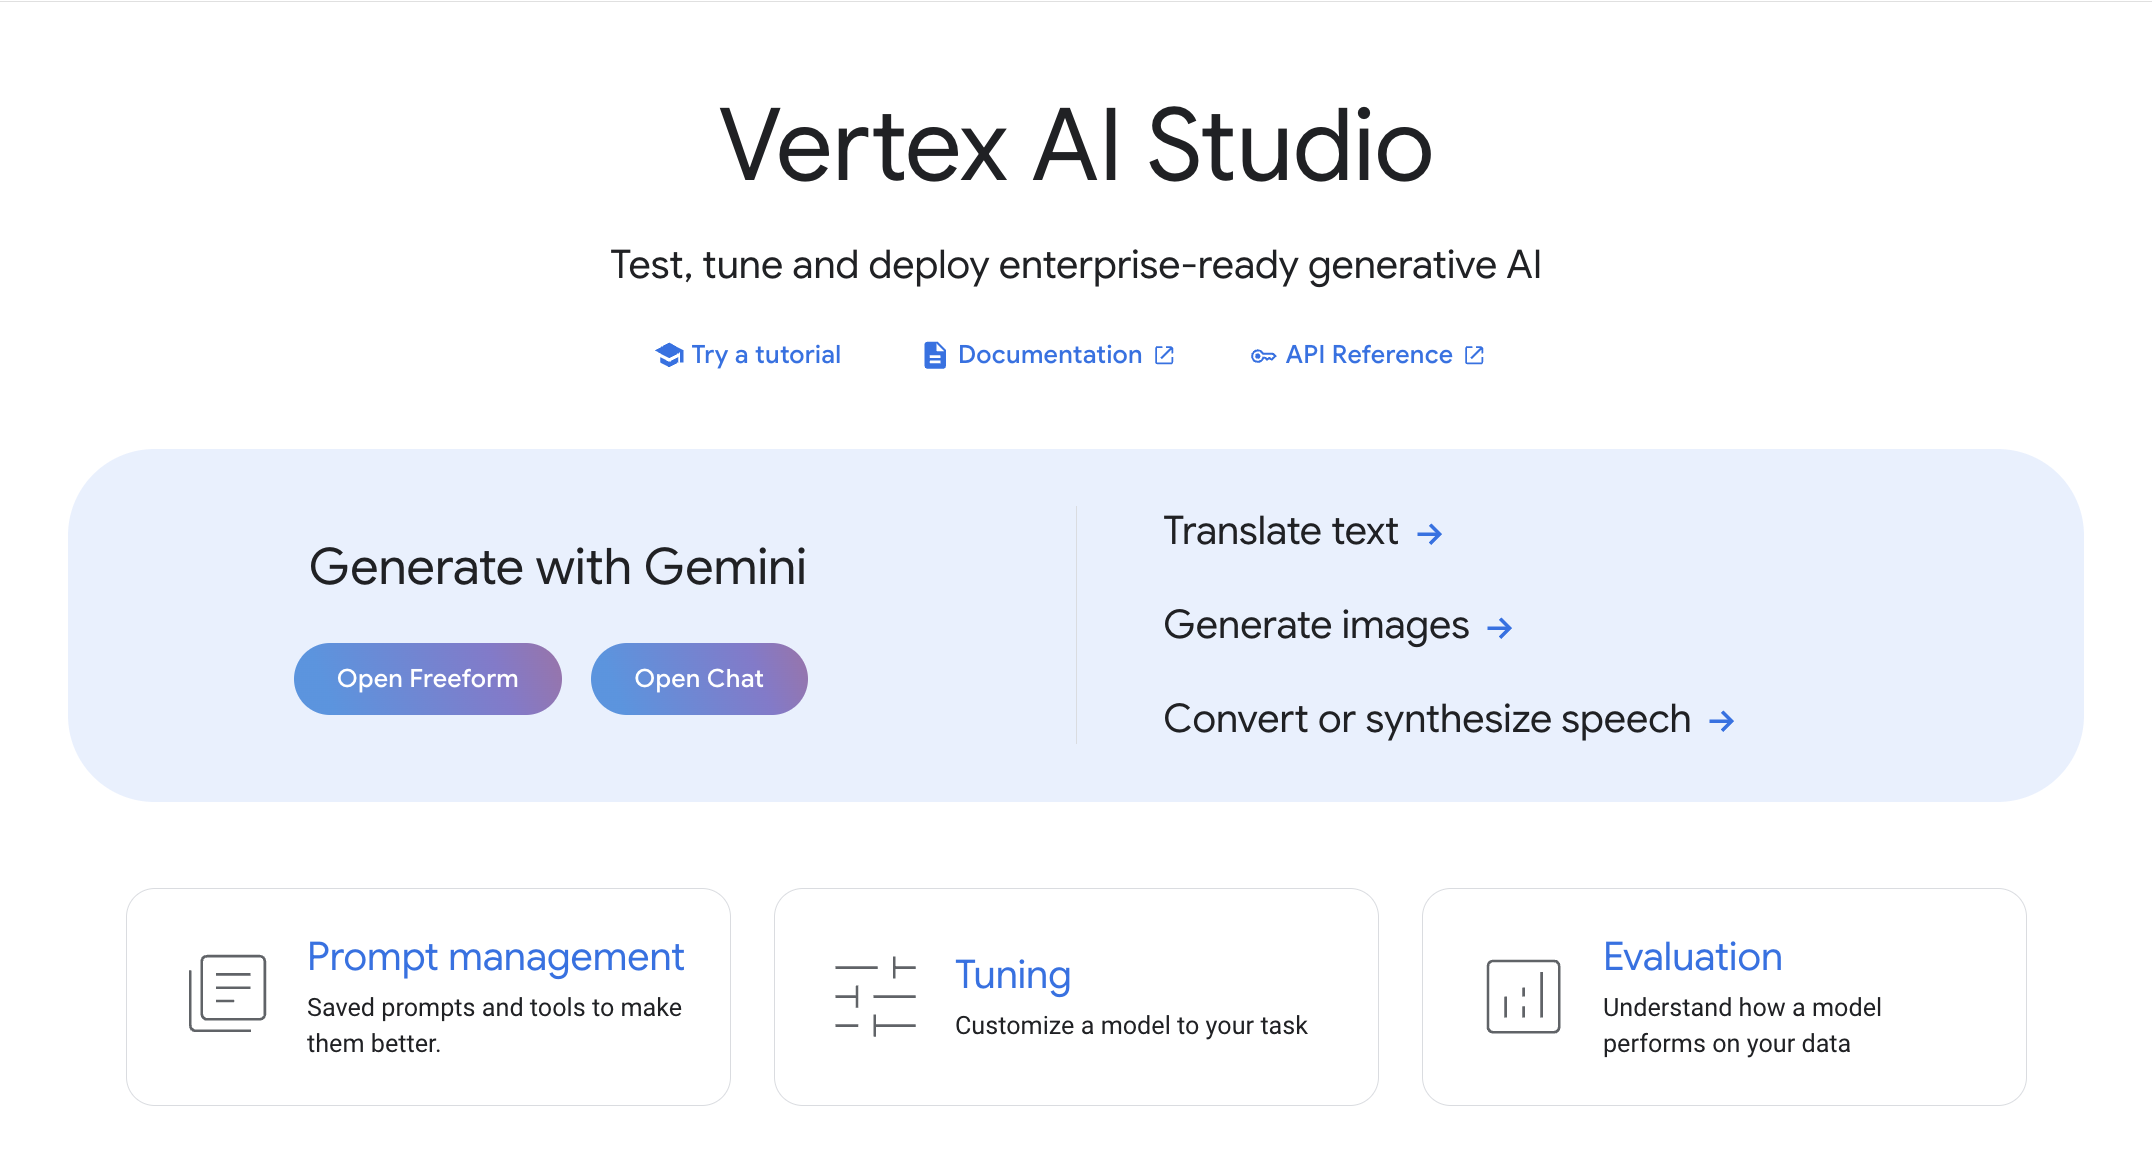 Vertex AI Studio
Test, tune and deploy enterprise-ready generative AI
Try a tutorial
Documentation
API Reference
Generate with Gemini
Open Freeform
Open Chat
Translate text
Generate images
Convert or synthesize speech
Prompt management
Saved prompts and tools to make
them better.
Tuning
Customize a model to your task
Evaluation
Understand how a model
performs on your data